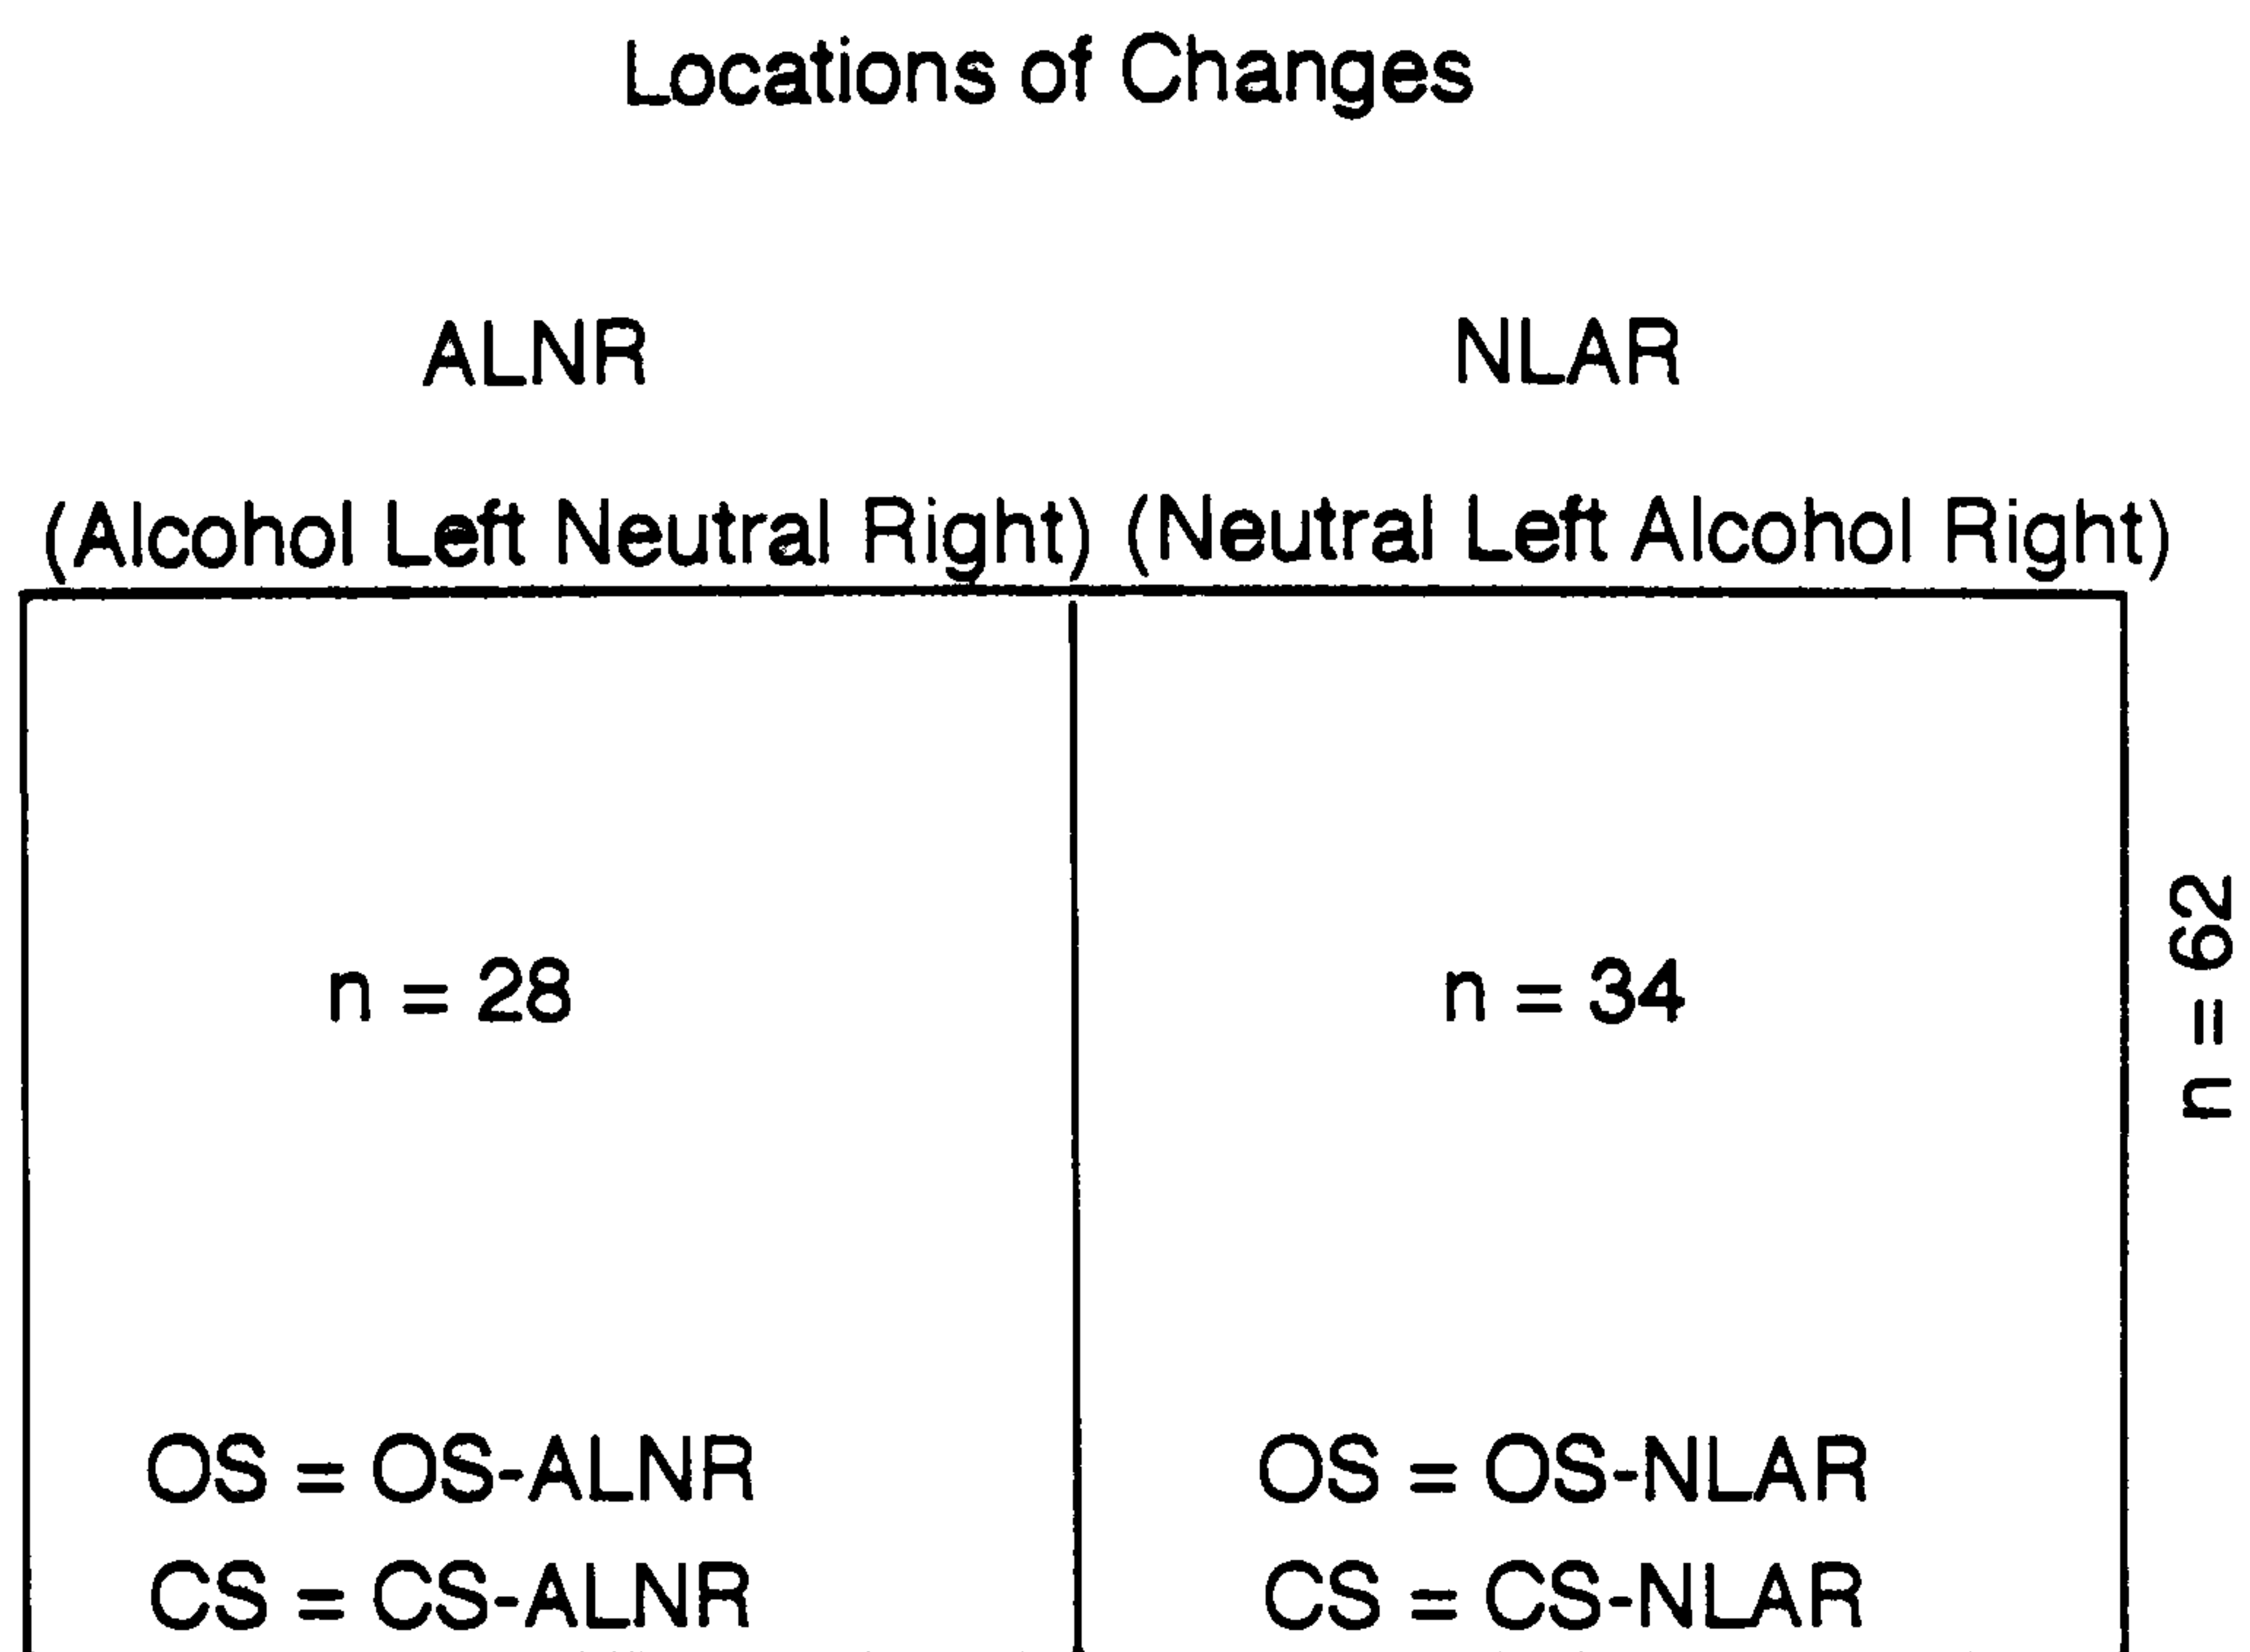 Locations of Changes
ALNR NLAR
(Alcohol Left Neutral Right) (Neutral Left Alcohol Right)
n = 28 n = 34
n = 62
OS = OS-ALNR OS = OS-NLAR
CS = CS-ALNR CS = CS-NLAR